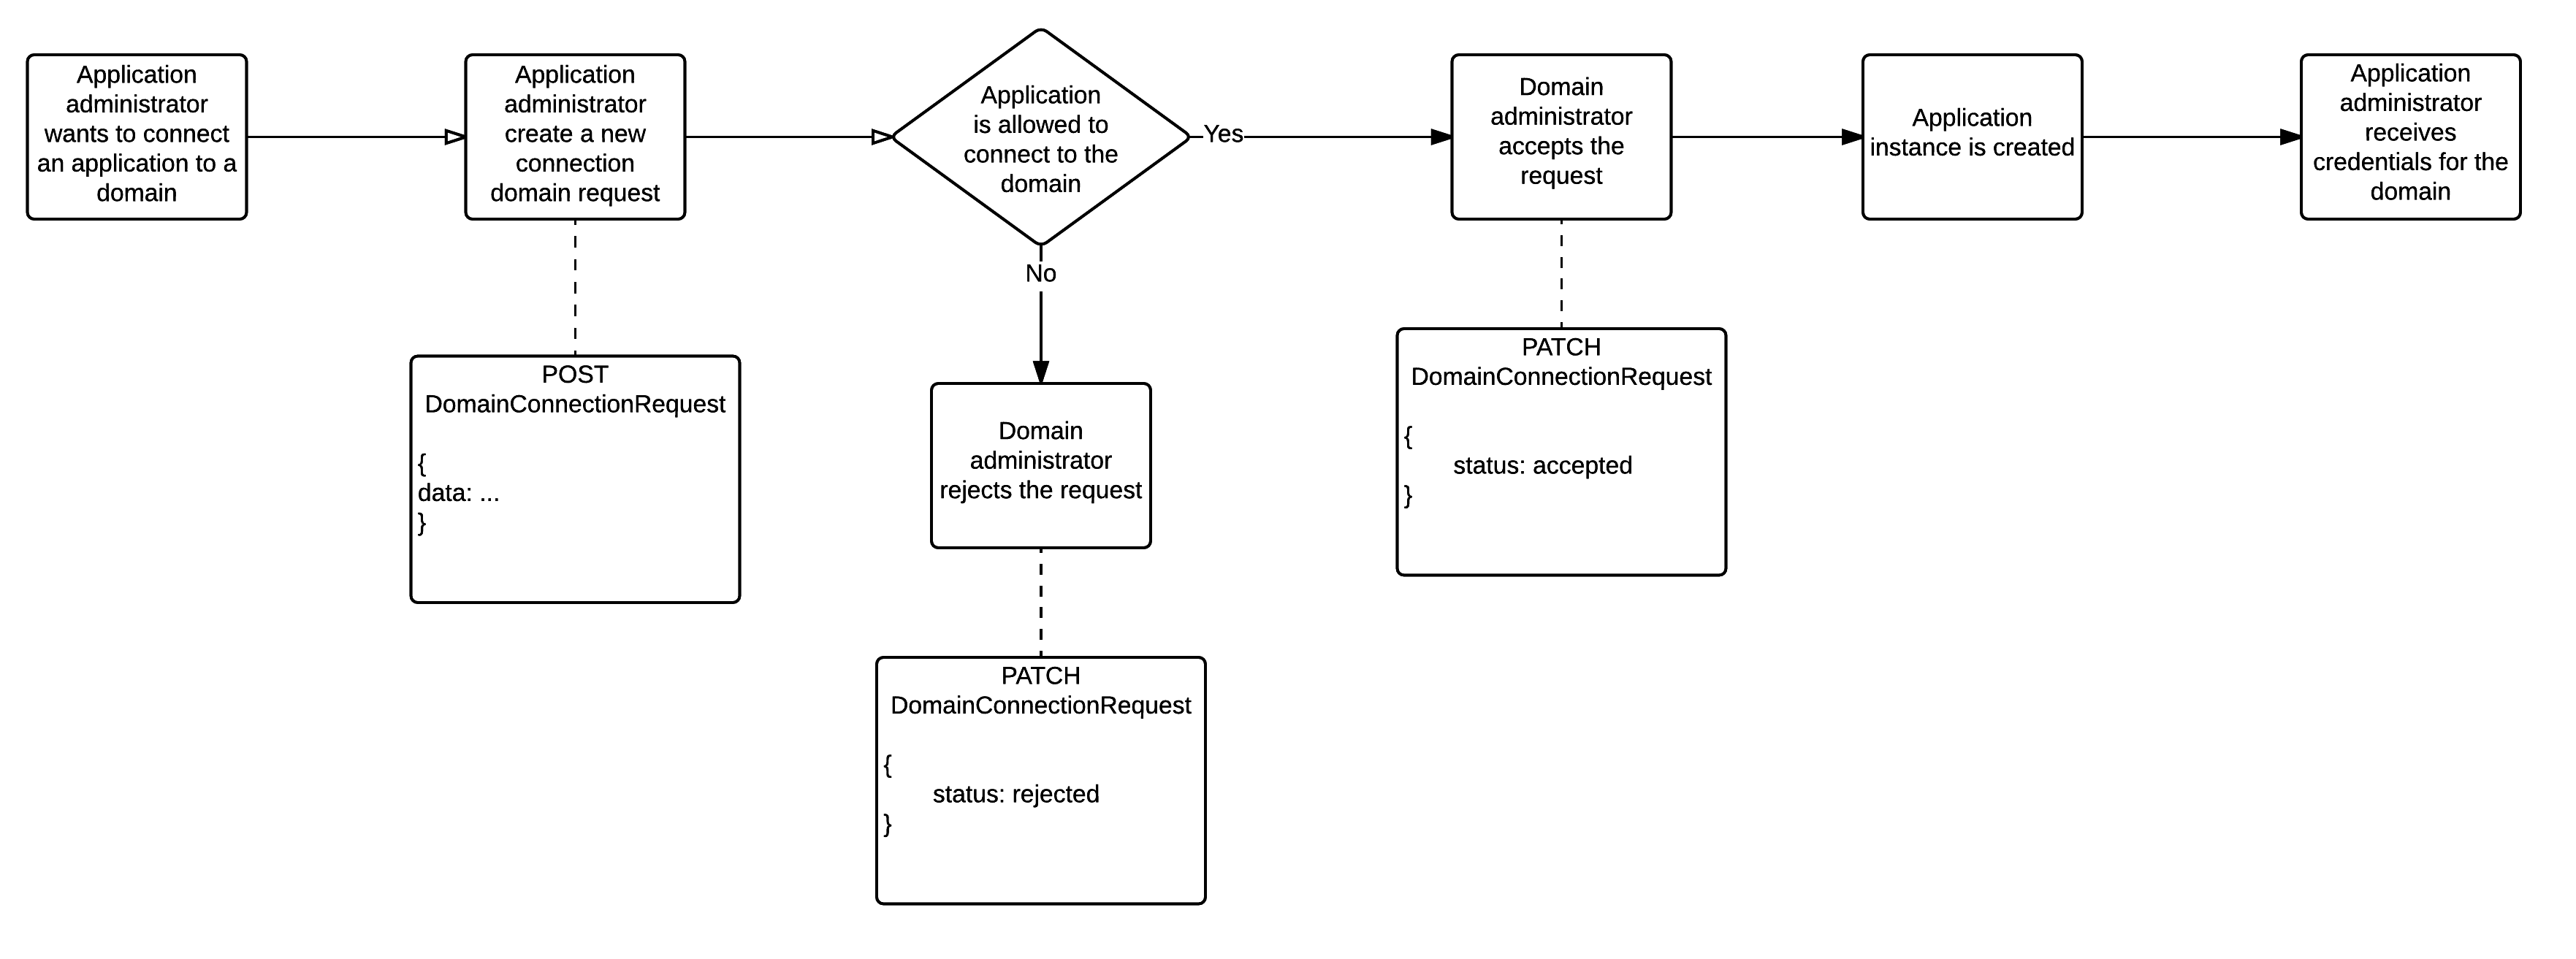 Application
administrator
wants to connect
an application to a
domain
Application
administrator
create a new
connection
domain request
Application
is allowed to
connect to the
domain
Yes
Domain
administrator
accepts the
request
Application
instance is created
Application
administrator
receives
credentials for the
domain
No
POST
DomainConnectionRequest
{
data: ...
}
Domain
administrator
rejects the request
PATCH
DomainConnectionRequest
{
status: accepted
}
PATCH
DomainConnectionRequest
{
status: rejected
}